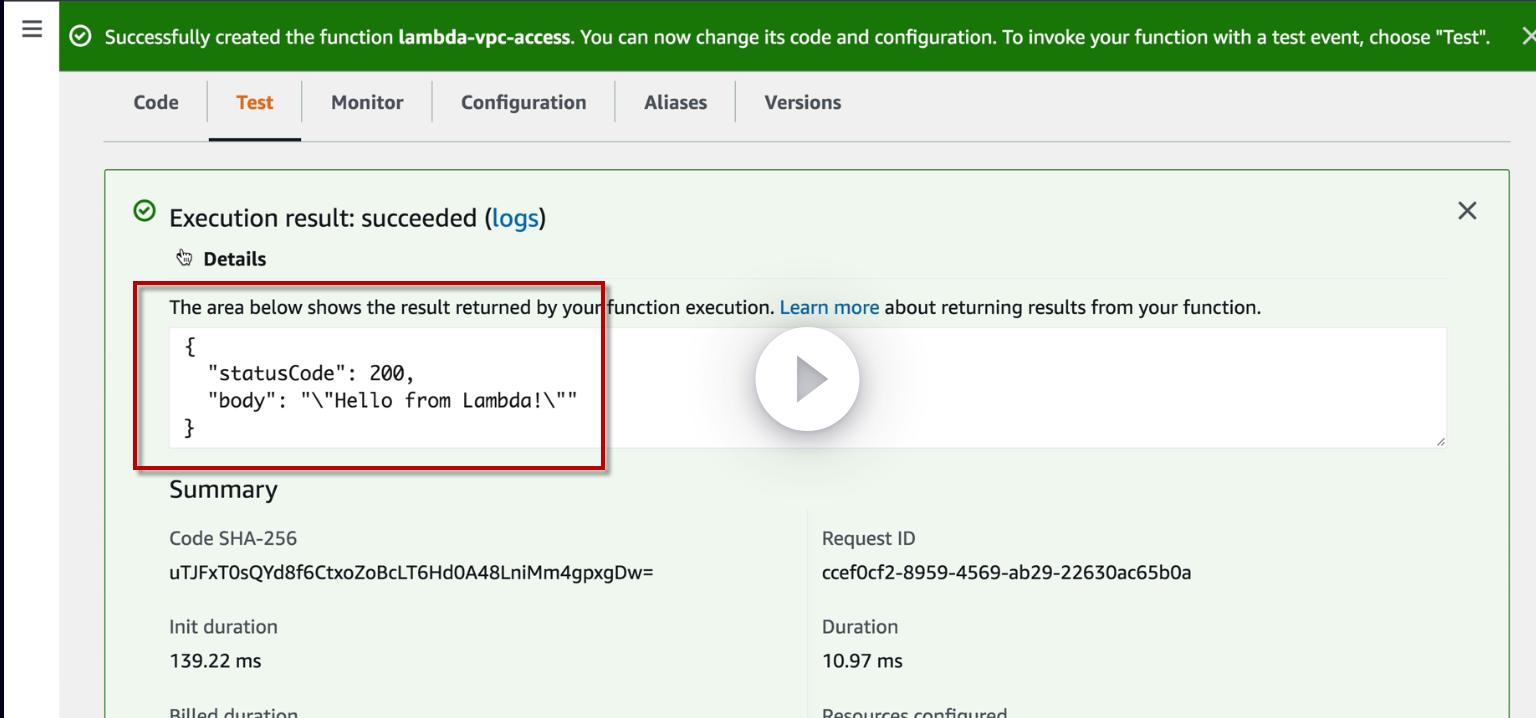 Successfully created the function lambda-vpc-access. You can now change its code and configuration. To invoke your function with a test event, choose "Test".
Code Test Monitor Configuration Aliases Versions
Execution result: succeeded (logs)
Details
The area below shows the result returned by your function execution. Learn more about returning results from your function.
{
"statusCode": 200,
"body": "\"Hello from Lambda!\""
}
Summary
Code SHA-256
uTJFxT0sQYd8f6CtxoZoBcLT6Hd0A48LniMm4gpxgDw=
Request ID
ccef0cf2-8959-4569-ab29-22630ac65b0a
Init duration
139.22 ms
Duration
10.97 ms
Billed duration
Resources configured